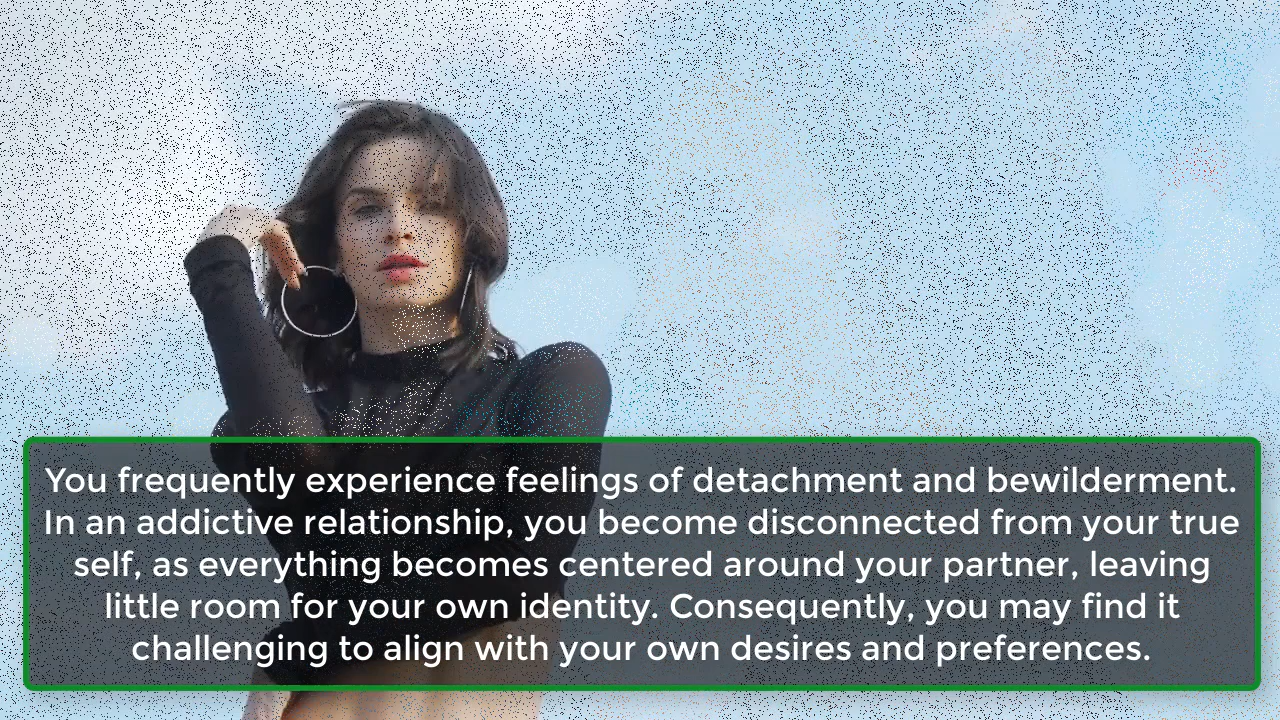 You frequently experience feelings of detachment and bewilderment.
In an addictive relationship, you become disconnected from your true
self, as everything becomes centered around your partner, leaving
little room for your own identity. Consequently, you may find it
challenging to align with your own desires and preferences.